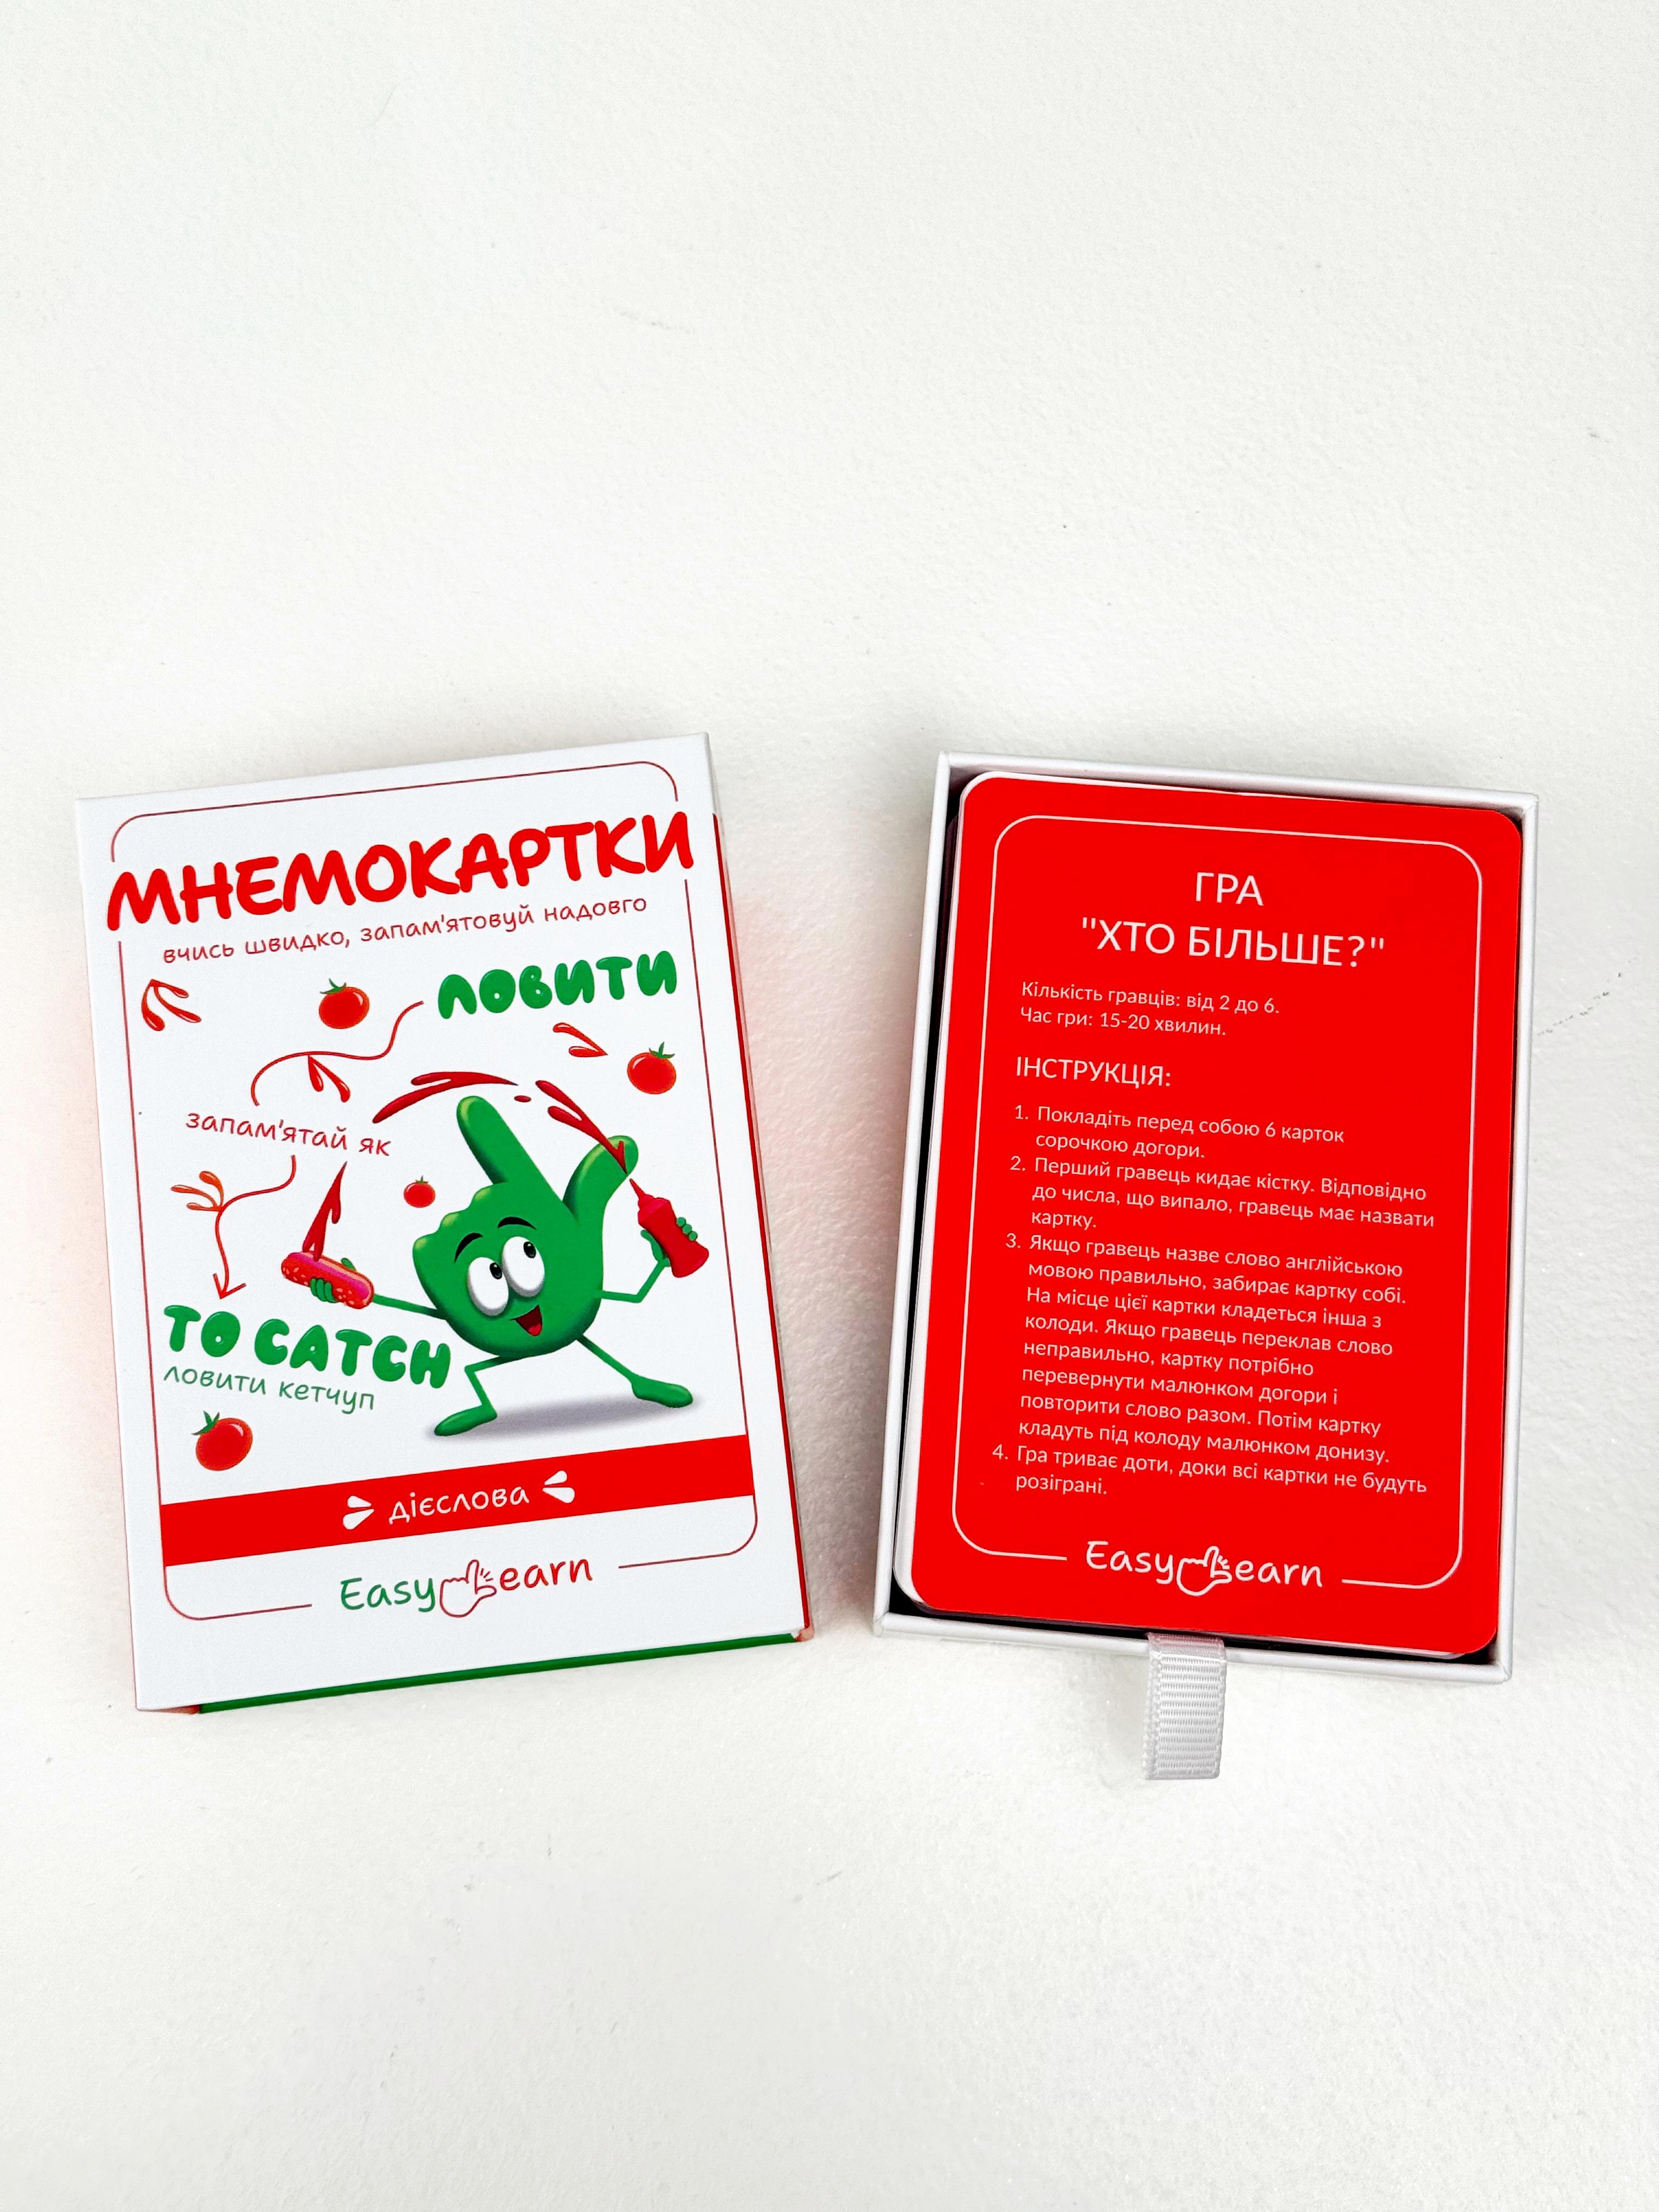 МНЕМОКАРТКИ
вчись швидко, запам'ятовуй надовго
ловити
запам'ятай як
TO CATCH
ловити кетчуп
дієслова
Easy Learn
ГРА
"ХТО БІЛЬШЕ?"
Кількість гравців: від 2 до 6.
Час гри: 15-20 хвилин.
ІНСТРУКЦІЯ:
1. Покладіть перед собою 6 карток
сорочкою догори.
2. Перший гравець кидає кістку. Відповідно
до числа, що випало, гравець має назвати
картку.
3. Якщо гравець назве слово англійською
мовою правильно, забирає картку собі.
На місце цієї картки кладеться інша з
колоди. Якщо гравець переклав слово
неправильно, картку потрібно
перевернути малюнком догори і
повторити слово разом. Потім картку
кладуть під колоду малюнком донизу.
4. Гра триває доти, доки всі картки не будуть
розіграні.
Easy Learn